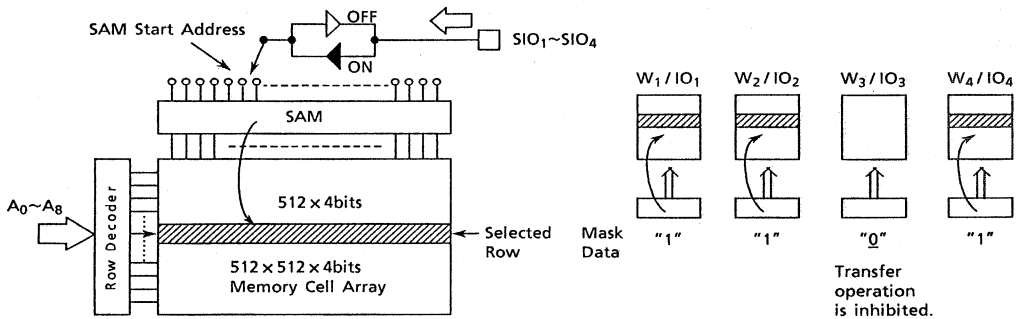 OFF
SAM Start Address
SIO₁~SIO₄
ON
SAM
W₁/IO₁
W₂/IO₂
W₃/IO₃
W₄/IO₄
Row Decoder
A₀~A₈
512×4bits
Selected
Row
512×512×4bits
Memory Cell Array
Mask
Data
"1"
"1"
"0"
"1"
Transfer
operation
is inhibited.